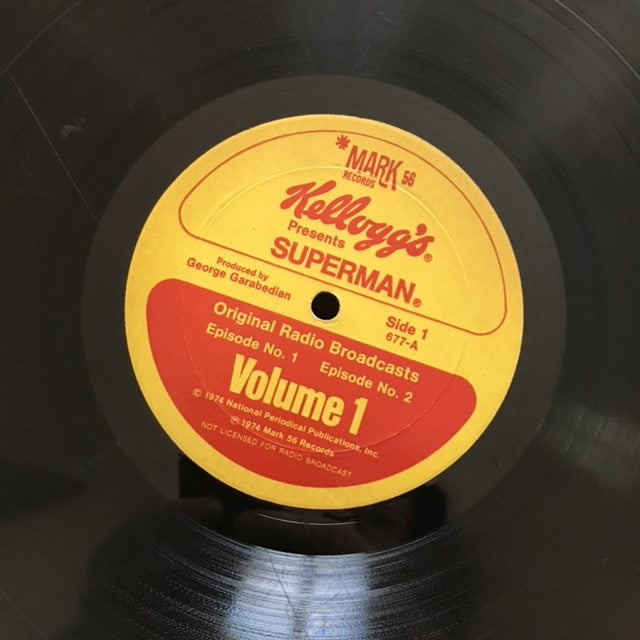 *MARK 56
RECORDS
Kellogg's®
Presents
SUPERMAN®
Produced by
George Garabedian
Side 1
677-A
Original Radio Broadcasts
Episode No. 1 Episode No. 2
Volume 1
© 1974 National Periodical Publications, Inc.
℗ 1974 Mark 56 Records
NOT LICENSED FOR RADIO BROADCAST